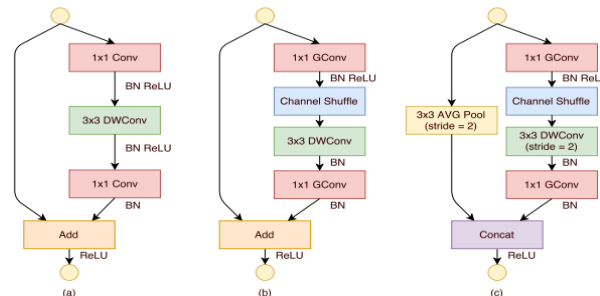 1x1 Conv
BN ReLU
3x3 DWConv
BN ReLU
1x1 Conv
BN
Add
ReLU
(a)
1x1 GConv
BN ReLU
Channel Shuffle
3x3 DWConv
BN
1x1 GConv
BN
Add
ReLU
(b)
3x3 AVG Pool
(stride = 2)
1x1 GConv
BN ReL
Channel Shuffle
3x3 DWConv
(stride = 2)
BN
1x1 GConv
BN
Concat
ReLU
(c)